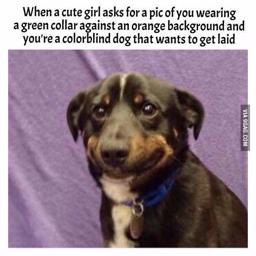 When a cute girl asks for a pic of you wearing
a green collar against an orange background and
you're a colorblind dog that wants to get laid
VIA 9GAG.COM